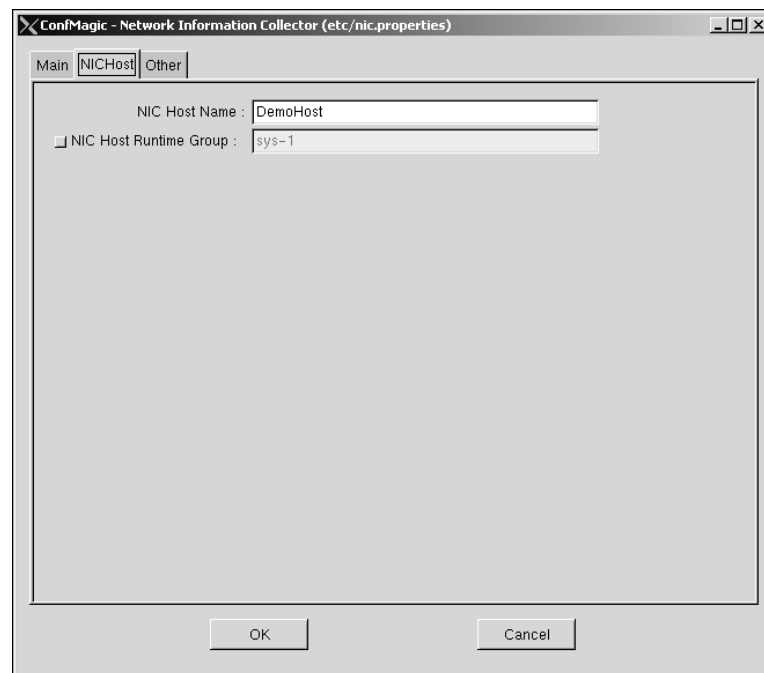 ConfMagic - Network Information Collector (etc/nic.properties)
Main NICHost Other
NIC Host Name : DemoHost
NIC Host Runtime Group : sys-1
OK Cancel